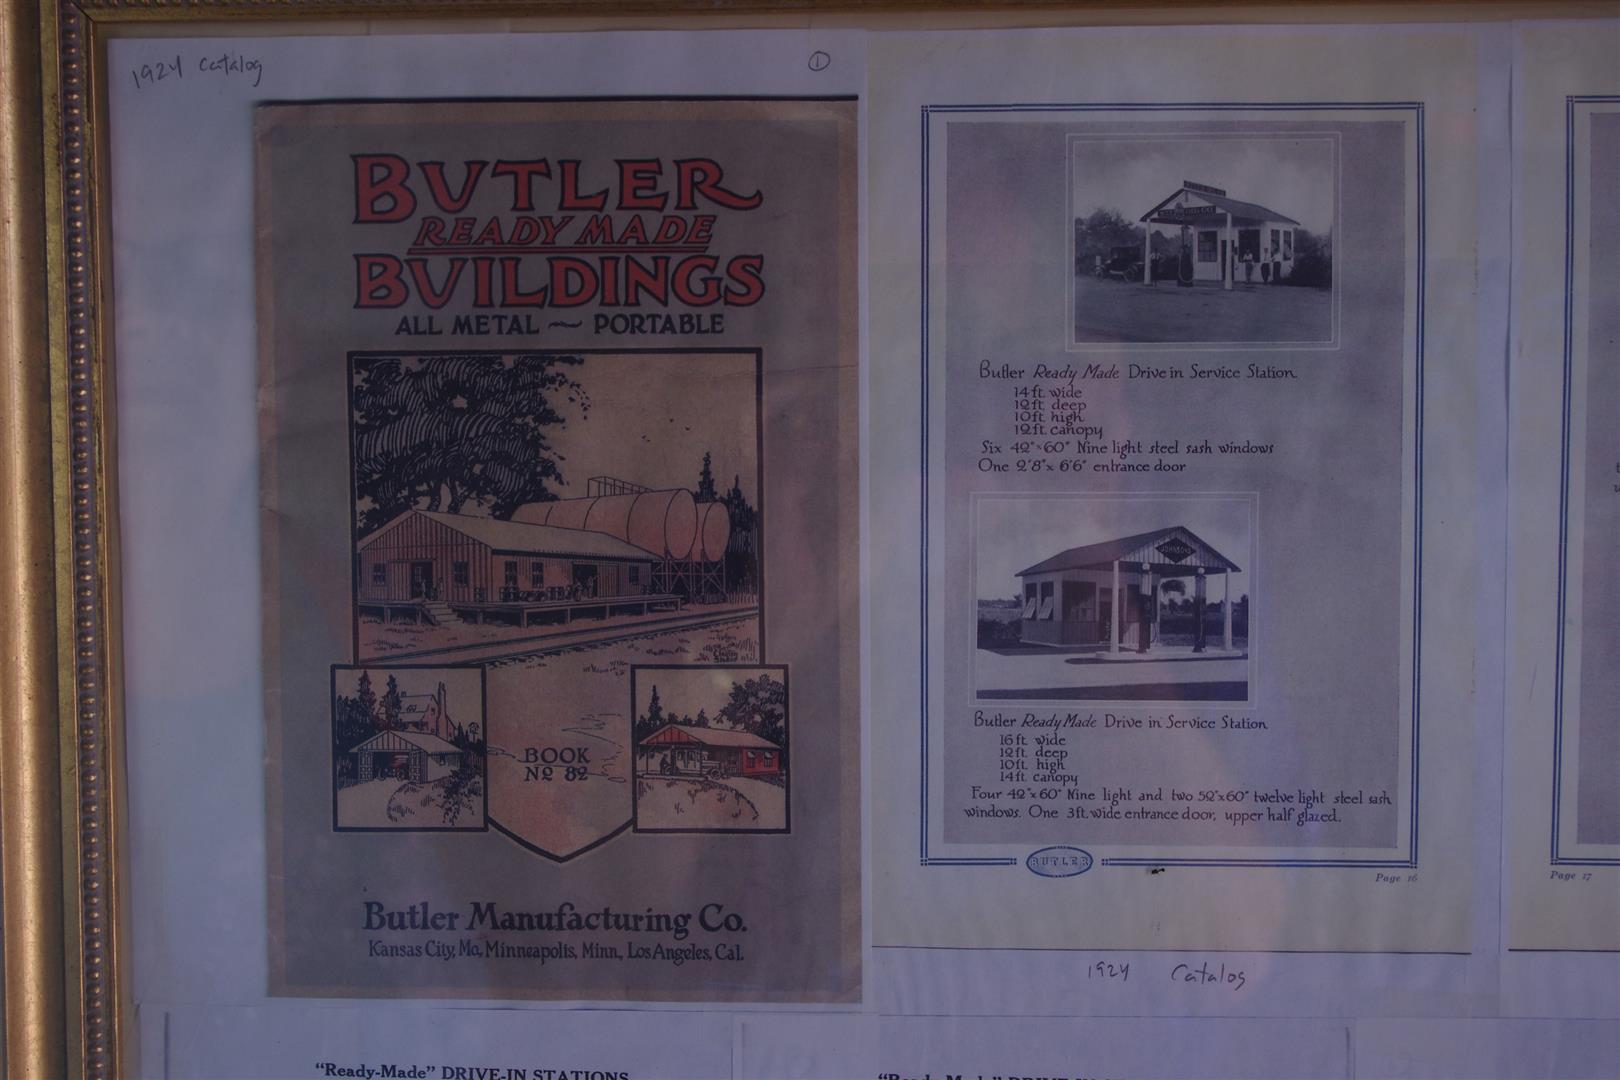 1924 Catalog
1
BUTLER
READY MADE
BUILDINGS
ALL METAL ~ PORTABLE
BOOK
No 82
Butler Manufacturing Co.
Kansas City, Mo., Minneapolis, Minn., Los Angeles, Cal.
Butler Ready Made Drive in Service Station
14 ft. wide
12 ft. deep
10 ft. high
12 ft. canopy
Six 42" x 60" Nine light steel sash windows
One 2'8" x 6'6" entrance door
JOHNSONS
Butler Ready Made Drive in Service Station
16 ft. wide
12 ft. deep
10 ft. high
14 ft. canopy
Four 42" x 60" Nine light and two 52" x 60" twelve light steel sash
windows. One 3 ft. wide entrance door, upper half glazed.
BUTLER
Page 16
1924 Catalog
Page 17
"Ready-Made" DRIVE-IN STATIONS